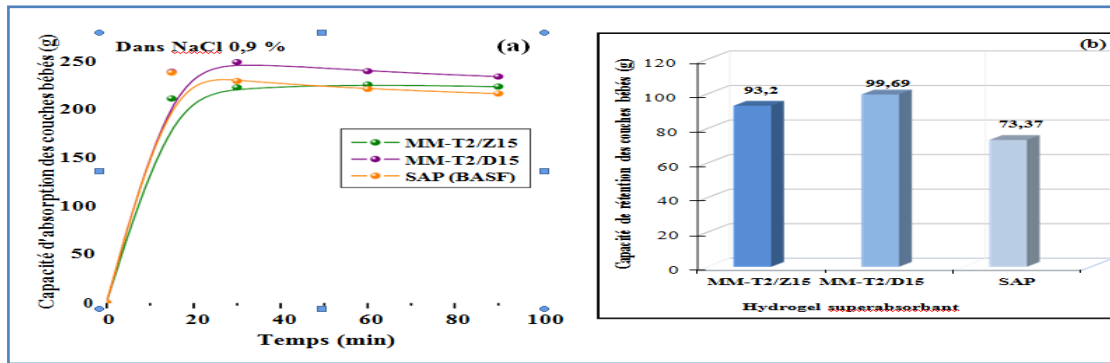 Dans NaCl 0,9 %
(a)
Capacité d'absorption des couches bébés (g)
250
200
150
100
50
0
MM-T2/Z15
MM-T2/D15
SAP (BASF)
0 20 40 60 80 100
Temps (min)
(b)
Capacité de rétention des couches bébés (g)
120
100
80
60
40
20
0
93,2
99,69
73,37
MM-T2/Z15 MM-T2/D15 SAP
Hydrogel superabsorbant